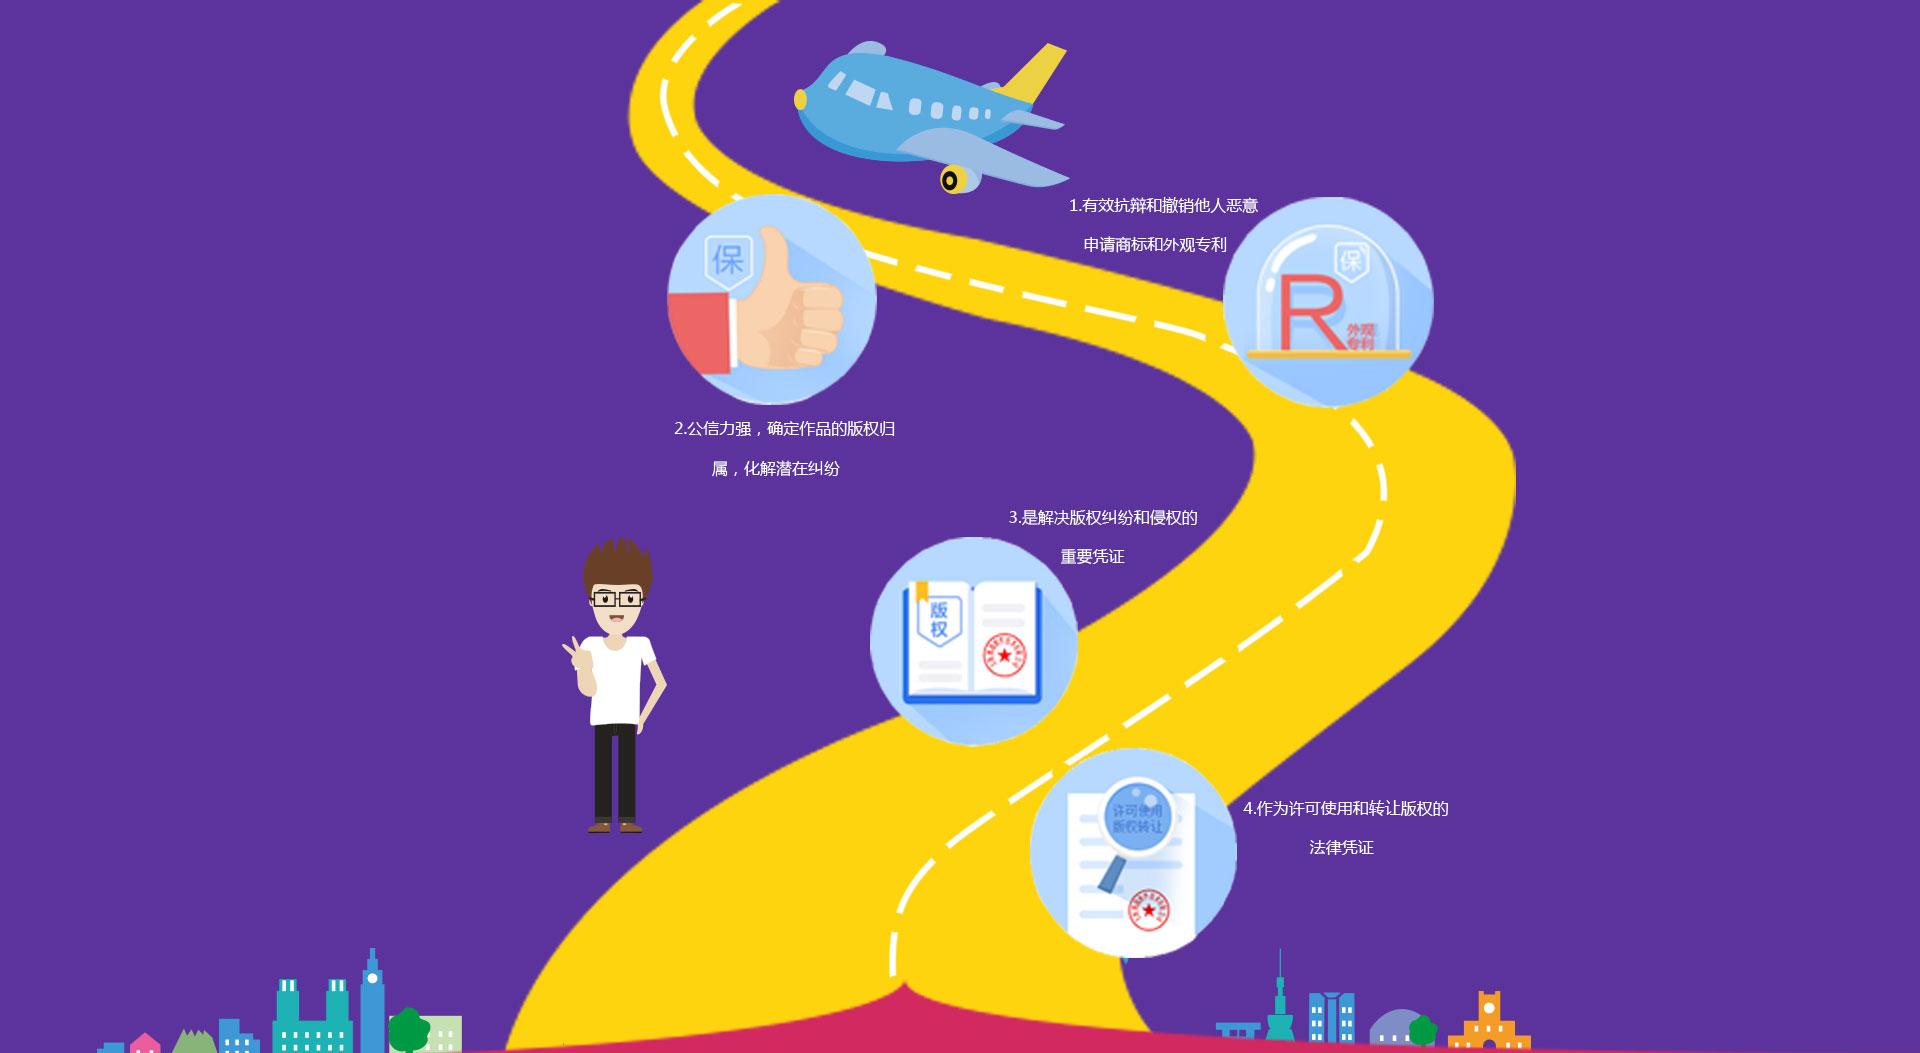 1.有效抗辩和撤销他人恶意
申请商标和外观专利
保
R
外观
专利
保
2.公信力强，确定作品的版权归
属，化解潜在纠纷
3.是解决版权纠纷和侵权的
重要凭证
版
权
许可使用
版权转让
4.作为许可使用和转让版权的
法律凭证